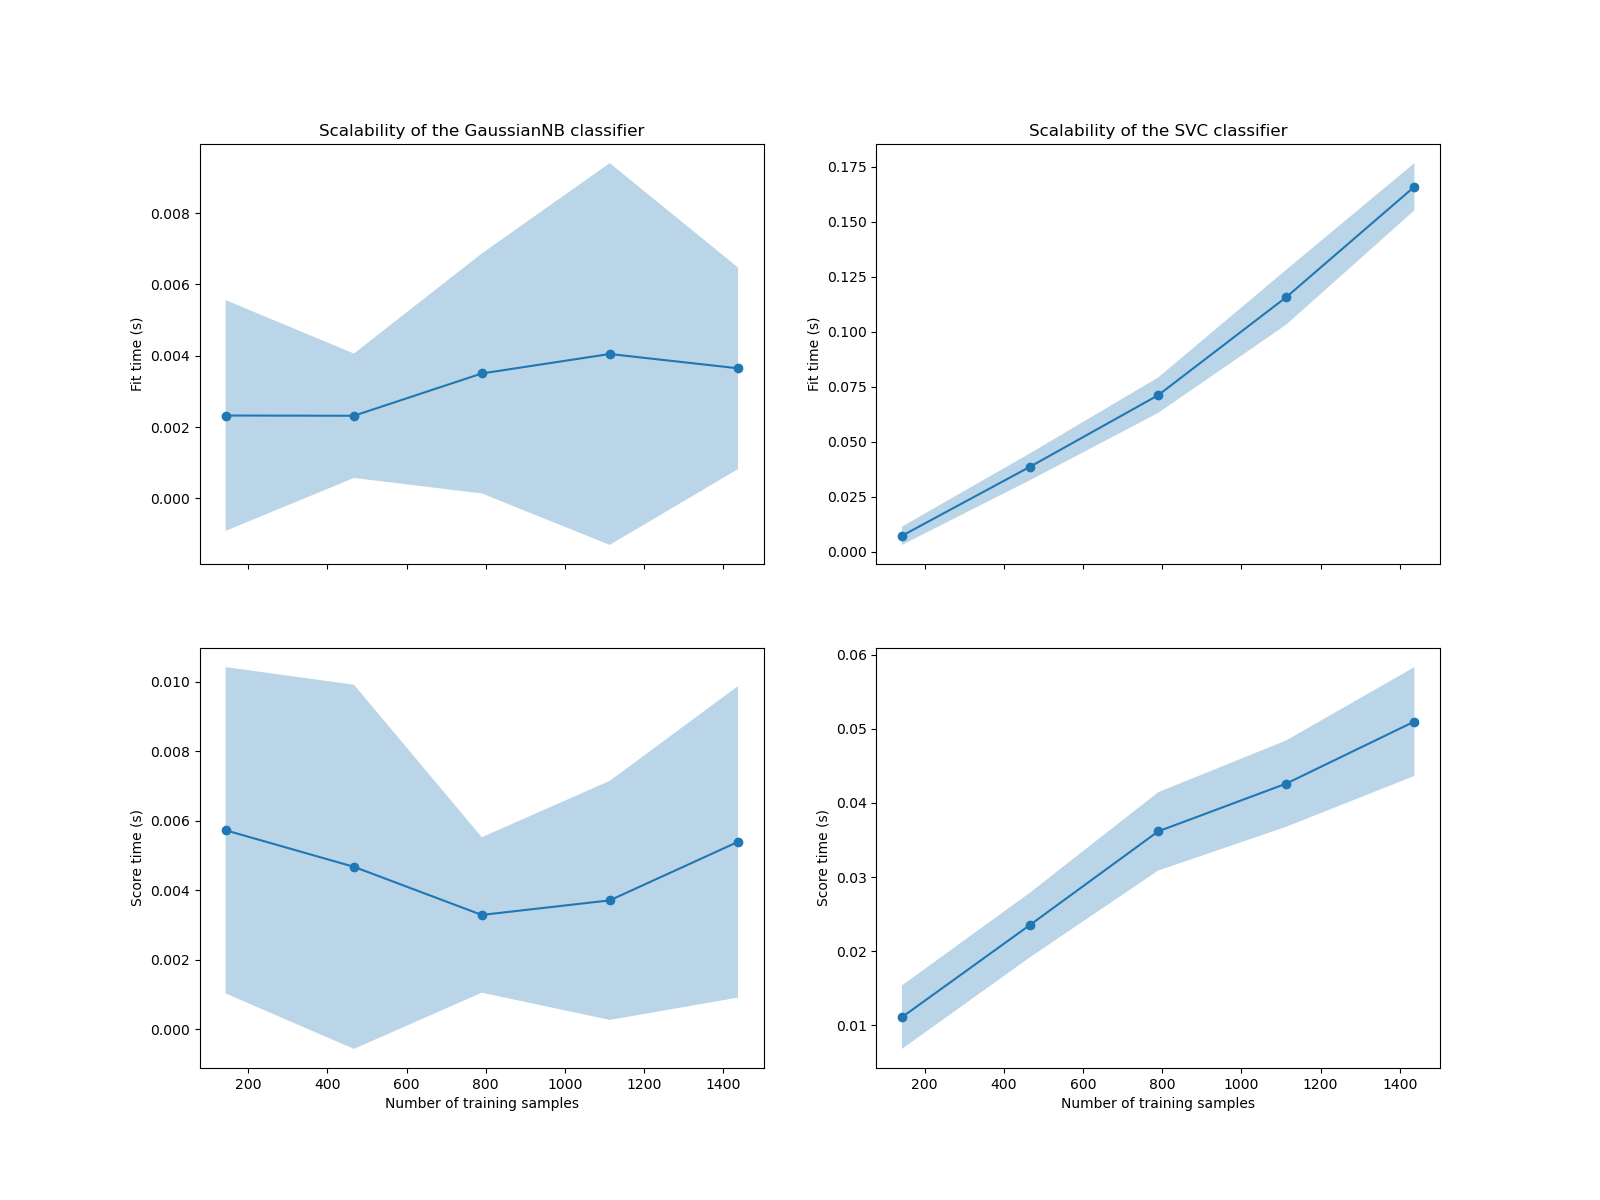 Scalability of the GaussianNB classifier
Fit time (s)
0.008
0.006
0.004
0.002
0.000
Scalability of the SVC classifier
Fit time (s)
0.175
0.150
0.125
0.100
0.075
0.050
0.025
0.000
Score time (s)
0.010
0.008
0.006
0.004
0.002
0.000
200 400 600 800 1000 1200 1400
Number of training samples
Score time (s)
0.06
0.05
0.04
0.03
0.02
0.01
200 400 600 800 1000 1200 1400
Number of training samples